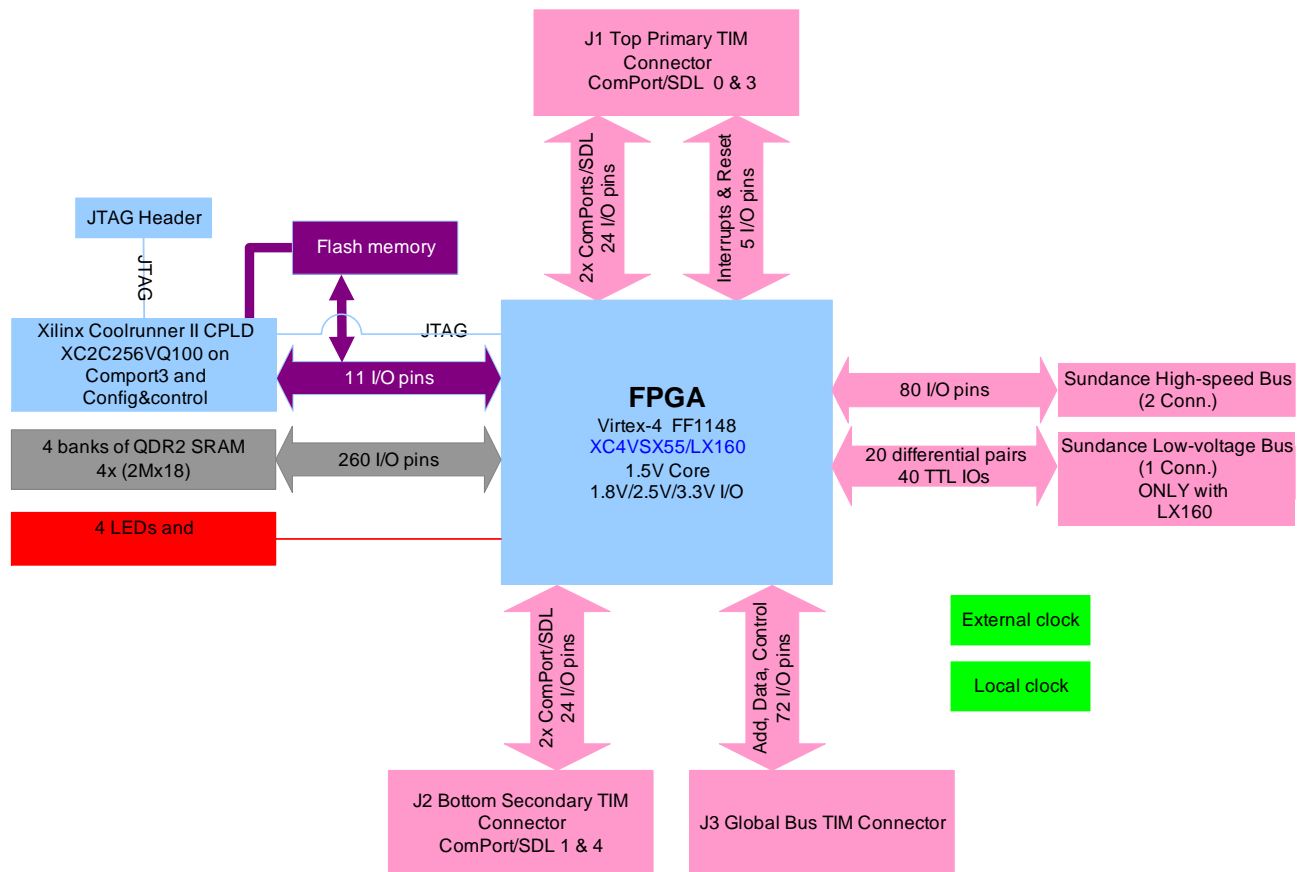 J1 Top Primary TIM
Connector
ComPort/SDL 0 & 3
2x ComPorts/SDL
24 I/O pins
Interrupts & Reset
5 I/O pins
JTAG Header
JTAG
Flash memory
Xilinx Coolrunner II CPLD
XC2C256VQ100 on
Comport3 and
Config&control
JTAG
11 I/O pins
4 banks of QDR2 SRAM
4x (2Mx18)
260 I/O pins
4 LEDs and
FPGA
Virtex-4 FF1148
XC4VSX55/LX160
1.5V Core
1.8V/2.5V/3.3V I/O
80 I/O pins
Sundance High-speed Bus
(2 Conn.)
20 differential pairs
40 TTL IOs
Sundance Low-voltage Bus
(1 Conn.)
ONLY with
LX160
External clock
Local clock
2x ComPort/SDL
24 I/O pins
Add, Data, Control
72 I/O pins
J2 Bottom Secondary TIM
Connector
ComPort/SDL 1 & 4
J3 Global Bus TIM Connector